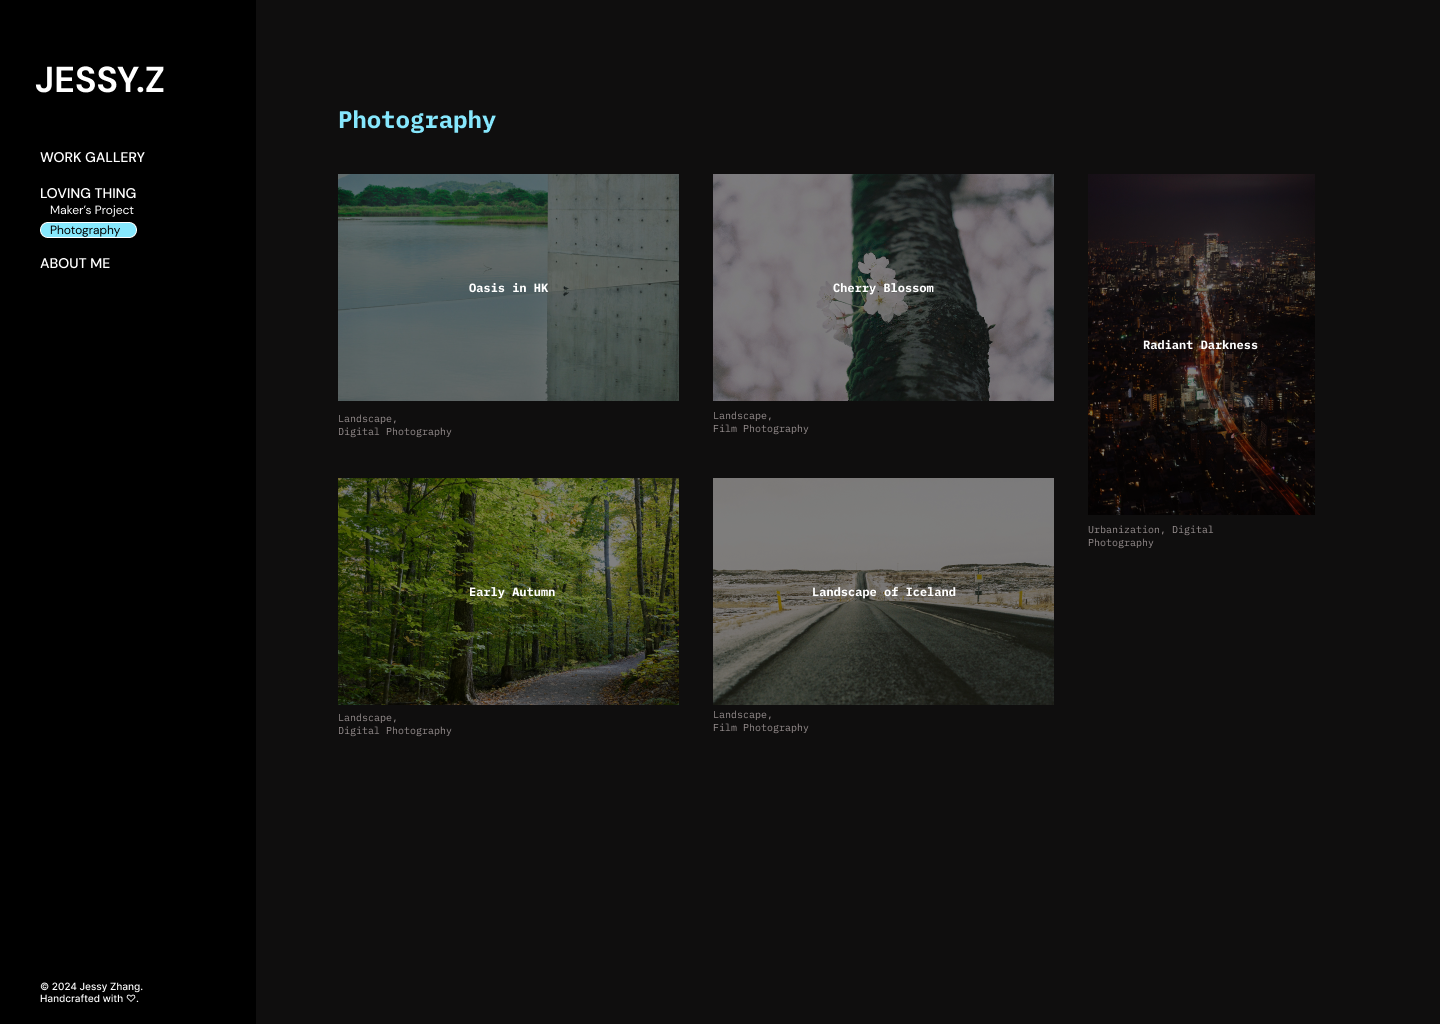 JESSY.Z
WORK GALLERY
LOVING THING
Maker's Project
Photography
ABOUT ME
© 2024 Jessy Zhang.
Handcrafted with ♡.
Photography
Oasis in HK
Landscape,
Digital Photography
Cherry Blossom
Landscape,
Film Photography
Radiant Darkness
Urbanization, Digital
Photography
Early Autumn
Landscape,
Digital Photography
Landscape of Iceland
Landscape,
Film Photography